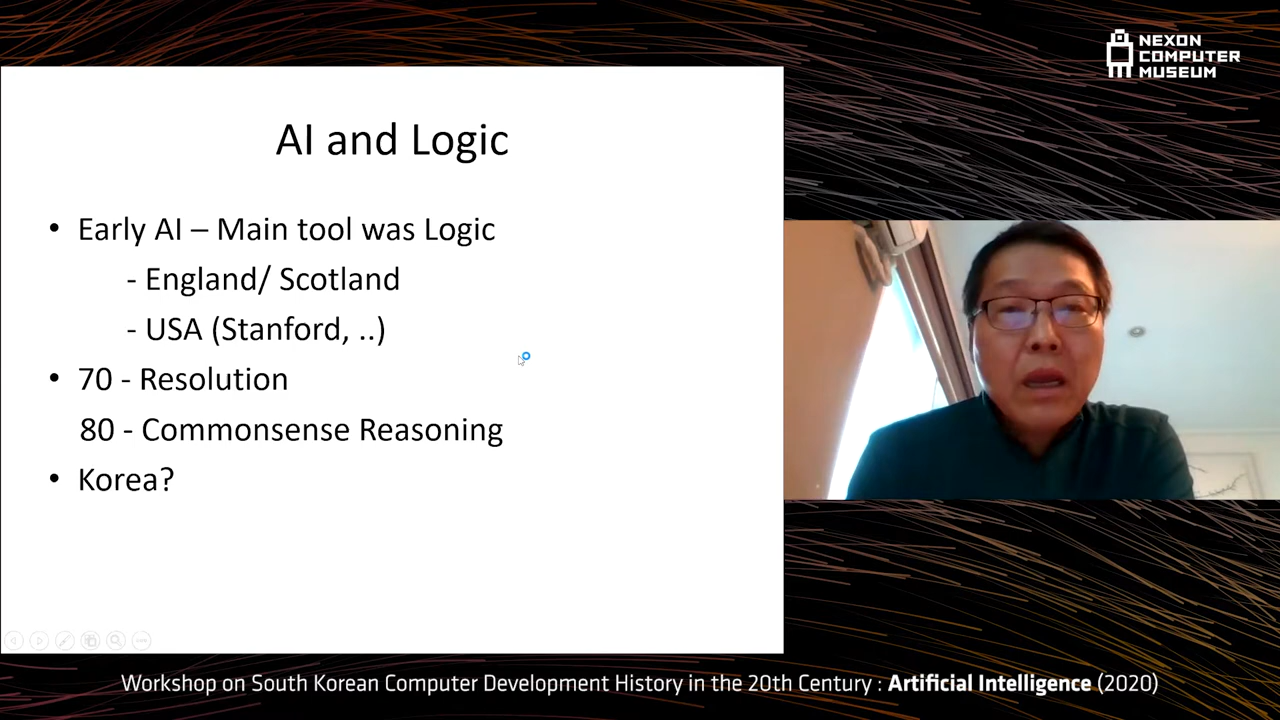 NEXON
COMPUTER
MUSEUM
AI and Logic
• Early AI – Main tool was Logic
- England/ Scotland
- USA (Stanford, ..)
• 70 - Resolution
80 - Commonsense Reasoning
• Korea?
Workshop on South Korean Computer Development History in the 20th Century : Artificial Intelligence (2020)